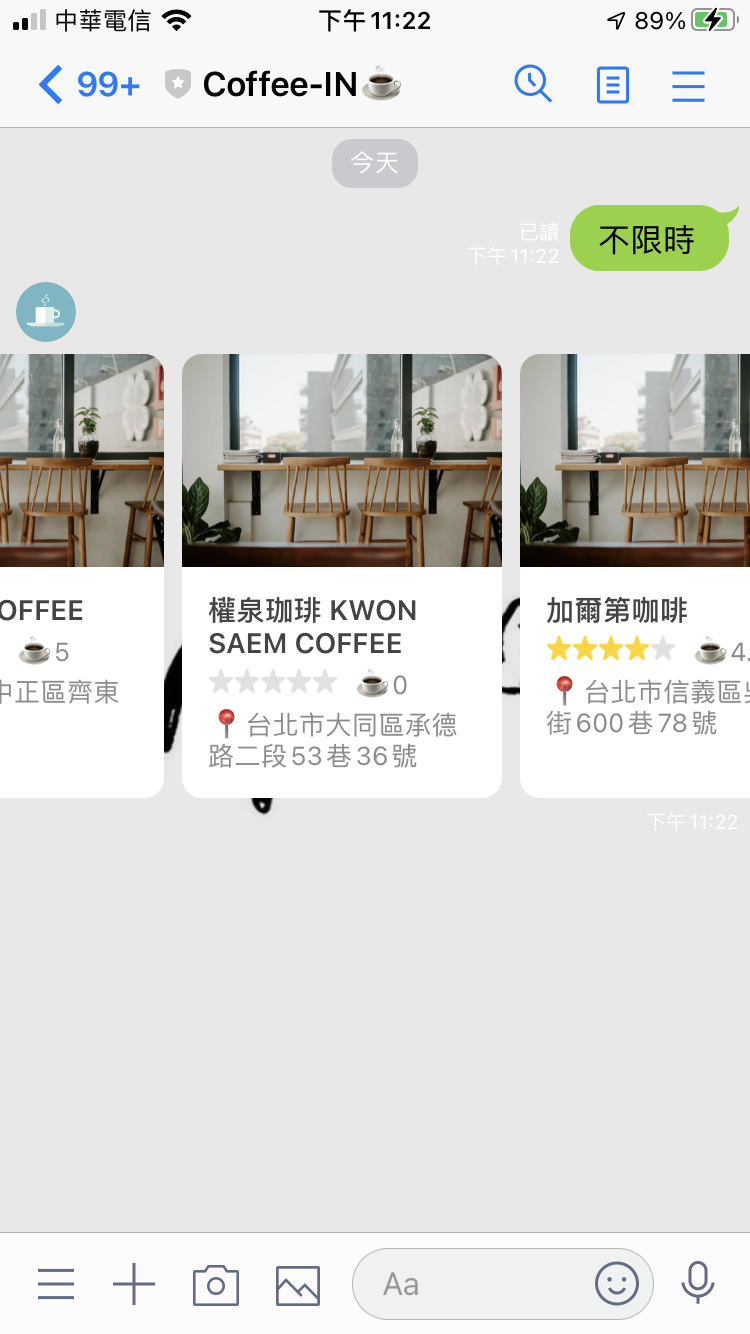 中華電信
下午11:22
89%
99+
Coffee-IN
今天
已讀
下午11:22
不限時
OFFEE
5
中正區齊東
權泉珈琲 KWON
SAEM COFFEE
0
台北市大同區承德
路二段53巷36號
加爾第咖啡
4.
台北市信義區
街600巷78號
下午11:22
Aa